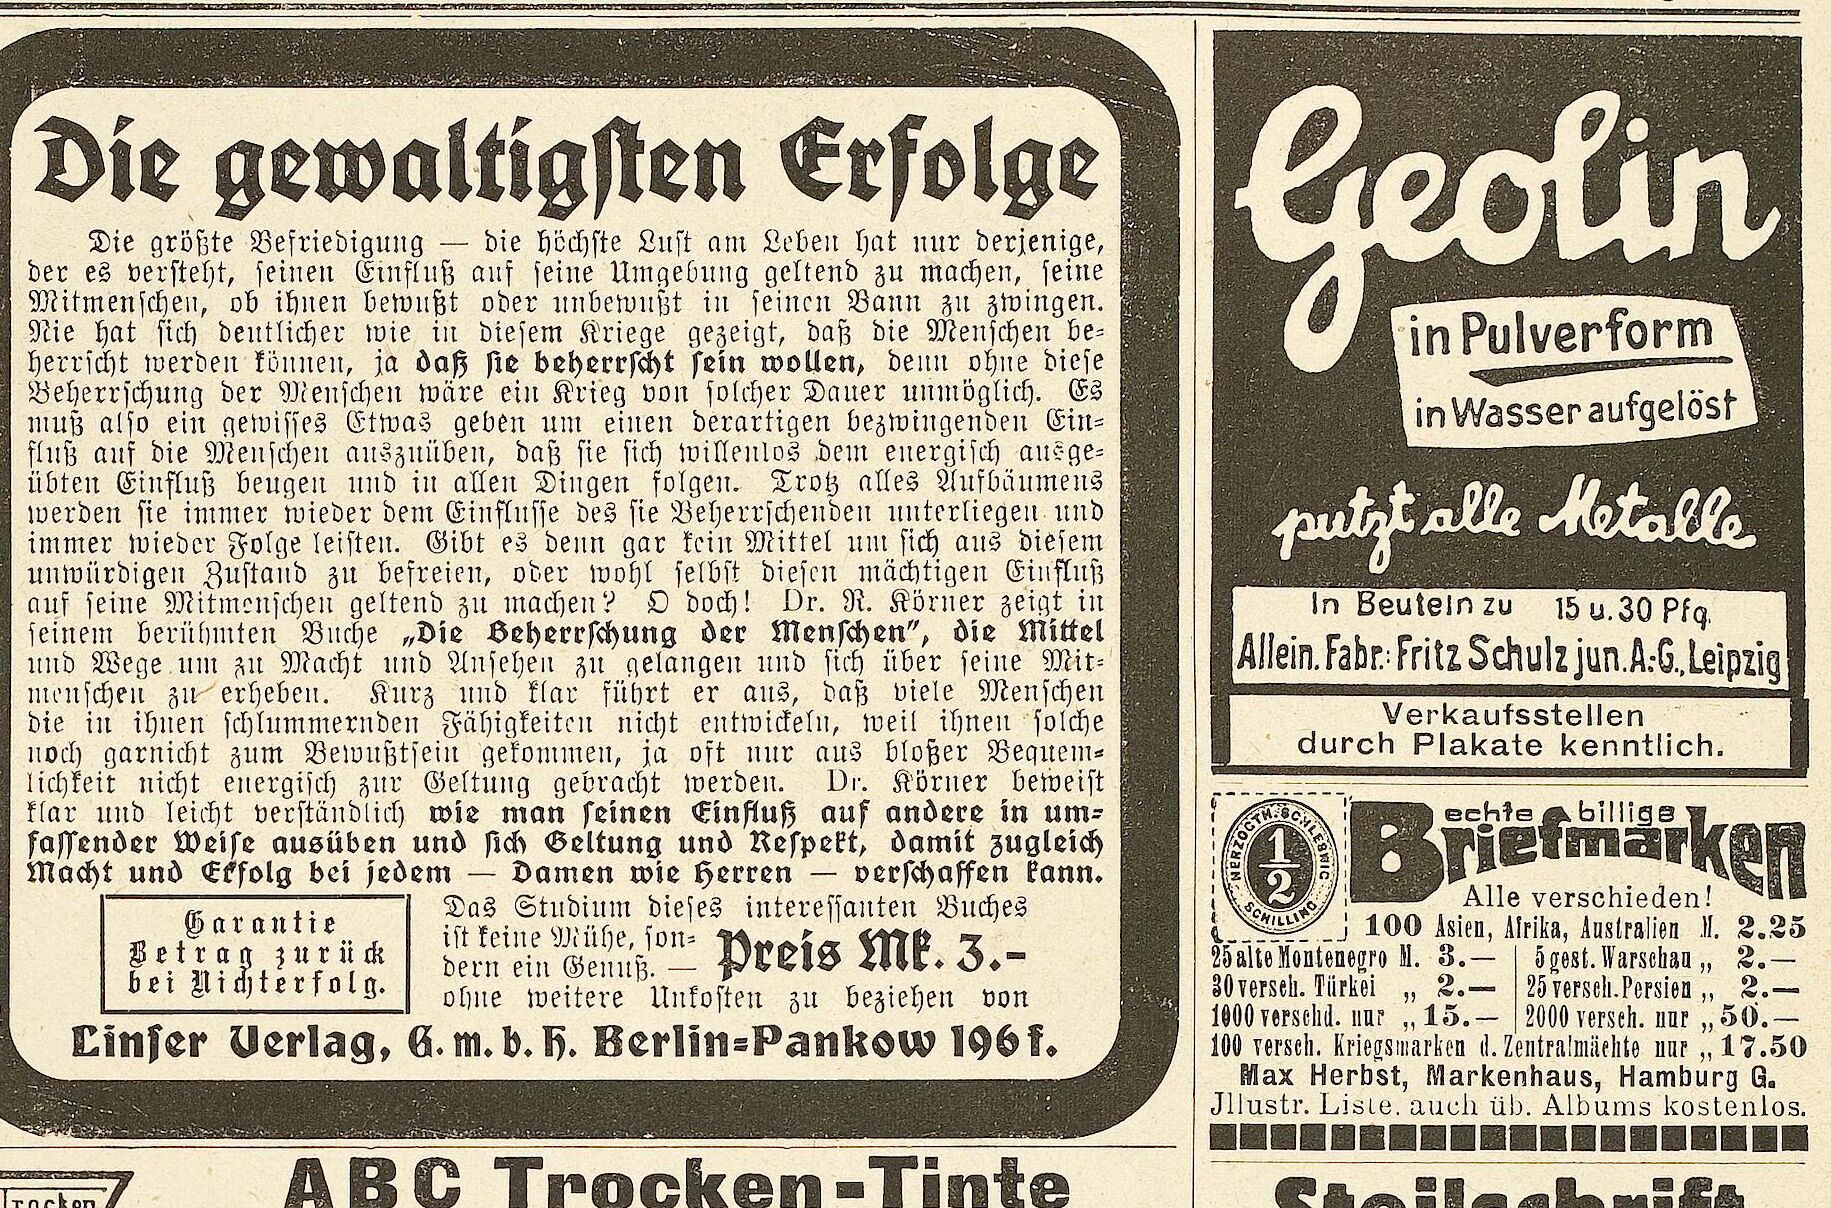 Die gewaltigsten Erfolge
Die größte Befriedigung — die höchste Lust am Leben hat nur derjenige,
der es versteht, seinen Einfluß auf seine Umgebung geltend zu machen, seine
Mitmenschen, ob ihnen bewußt oder unbewußt in seinen Bann zu zwingen.
Nie hat sich deutlicher wie in diesem Kriege gezeigt, daß die Menschen be-
herrscht werden können, ja daß sie beherrscht sein wollen, denn ohne diese
Beherrschung der Menschen wäre ein Krieg von solcher Dauer unmöglich. Es
muß also ein gewisses Etwas geben um einen derartigen bezwingenden Ein-
fluß auf die Menschen auszuüben, daß sie sich willenlos dem energisch ausge-
übten Einfluß beugen und in allen Dingen folgen. Trotz alles Aufbäumens
werden sie immer wieder dem Einflusse des sie Beherrschenden unterliegen und
immer wieder Folge leisten. Gibt es denn gar kein Mittel um sich aus diesem
unwürdigen Zustand zu befreien, oder wohl selbst diesen mächtigen Einfluß
auf seine Mitmenschen geltend zu machen? O doch! Dr. R. Körner zeigt in
seinem berühmten Buche „Die Beherrschung der Menschen", die Mittel
und Wege um zu Macht und Ansehen zu gelangen und sich über seine Mit-
menschen zu erheben. Kurz und klar führt er aus, daß viele Menschen
die in ihnen schlummernden Fähigkeiten nicht entwickeln, weil ihnen solche
noch garnicht zum Bewußtsein gekommen, ja oft nur aus bloßer Bequem-
lichkeit nicht energisch zur Geltung gebracht werden. Dr. Körner beweist
klar und leicht verständlich wie man seinen Einfluß auf andere in um-
fassender Weise ausüben und sich Geltung und Respekt, damit zugleich
Macht und Erfolg bei jedem — Damen wie Herren — verschaffen kann.
Garantie
Betrag zurück
bei Nichterfolg.
Das Studium dieses interessanten Buches
ist keine Mühe, son-
dern ein Genuß. — Preis Mk. 3.-
ohne weitere Unkosten zu beziehen von
Linser Verlag, G. m. b. H. Berlin-Pankow 196 f.
Geolin
in Pulverform
in Wasser aufgelöst
putzt alle Metalle
In Beuteln zu 15 u. 30 Pfg.
Allein. Fabr.: Fritz Schulz jun. A.-G., Leipzig
Verkaufsstellen
durch Plakate kenntlich.
HERZOGTH. SCHLESWIG
1/2
SCHILLING
echte billige
Briefmarken
Alle verschieden!
100 Asien, Afrika, Australien M. 2.25
25 alte Montenegro M. 3.— 5 gest. Warschau „ 2.—
30 versch. Türkei „ 2.— 25 versch. Persien „ 2.—
1000 verschd. nur „ 15.— 2000 versch. nur „ 50.—
100 versch. Kriegsmarken d. Zentralmächte nur „ 17.50
Max Herbst, Markenhaus, Hamburg G.
Jllustr. Liste. auch üb. Albums kostenlos.
Trocken
ABC Trocken-Tinte
Steilschrift